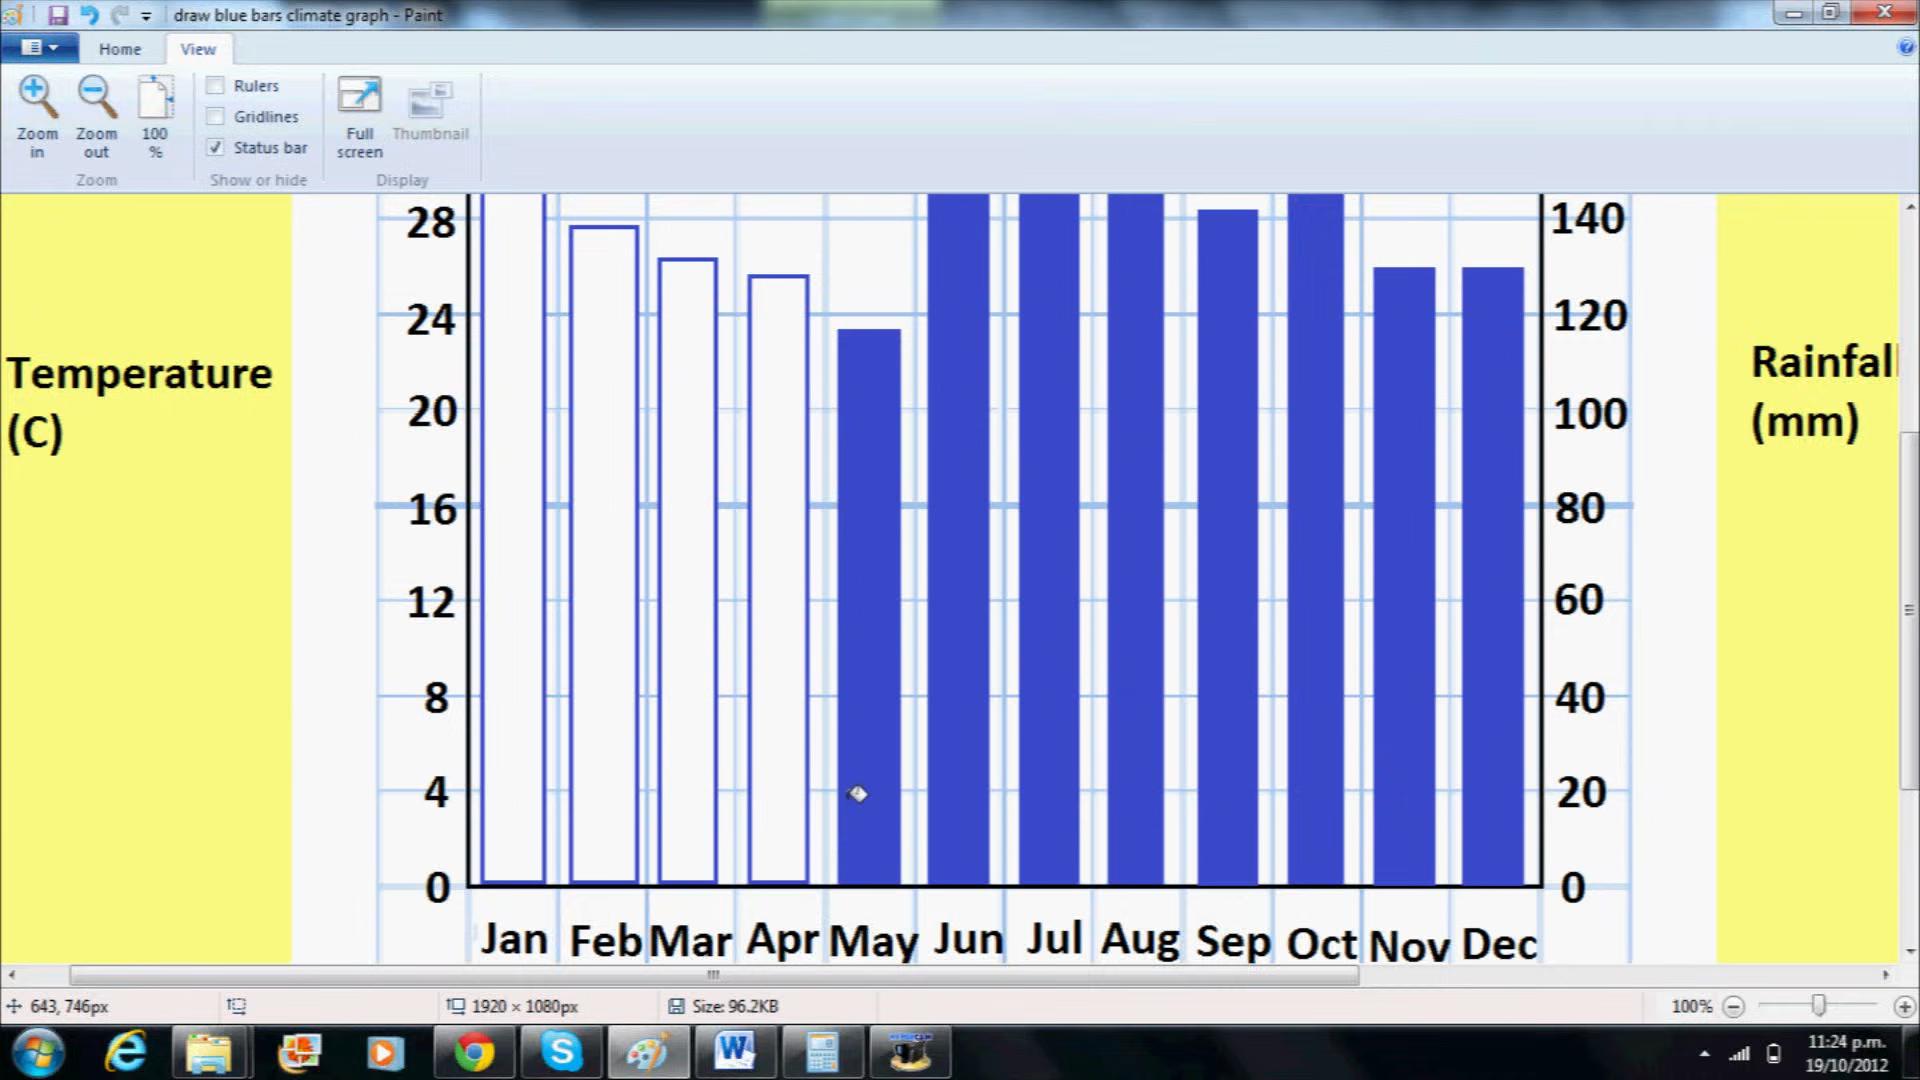 draw blue bars climate graph - Paint
Home View
Zoom in
Zoom out
100 %
Rulers
Gridlines
Status bar
Full screen
Thumbnail
Zoom
Show or hide
Display
28
24
20
16
12
8
4
0
Temperature
(C)
140
120
100
80
60
40
20
0
Rainfall
(mm)
Jan Feb Mar Apr May Jun Jul Aug Sep Oct Nov Dec
643, 746px
1920 × 1080px
Size: 96.2KB
100%
11:24 p.m.
19/10/2012